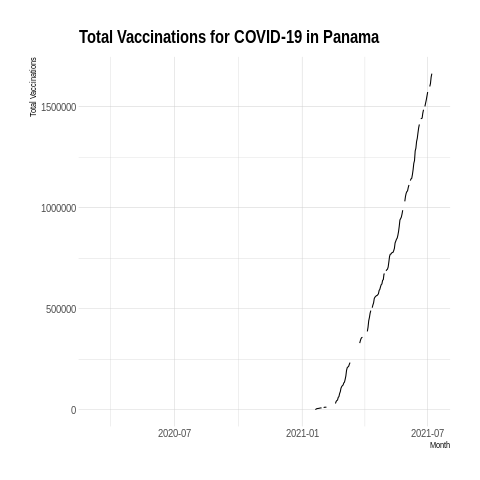 Total Vaccinations for COVID-19 in Panama
Total Vaccinations
1500000
1000000
500000
0
2020-07
2021-01
2021-07
Month